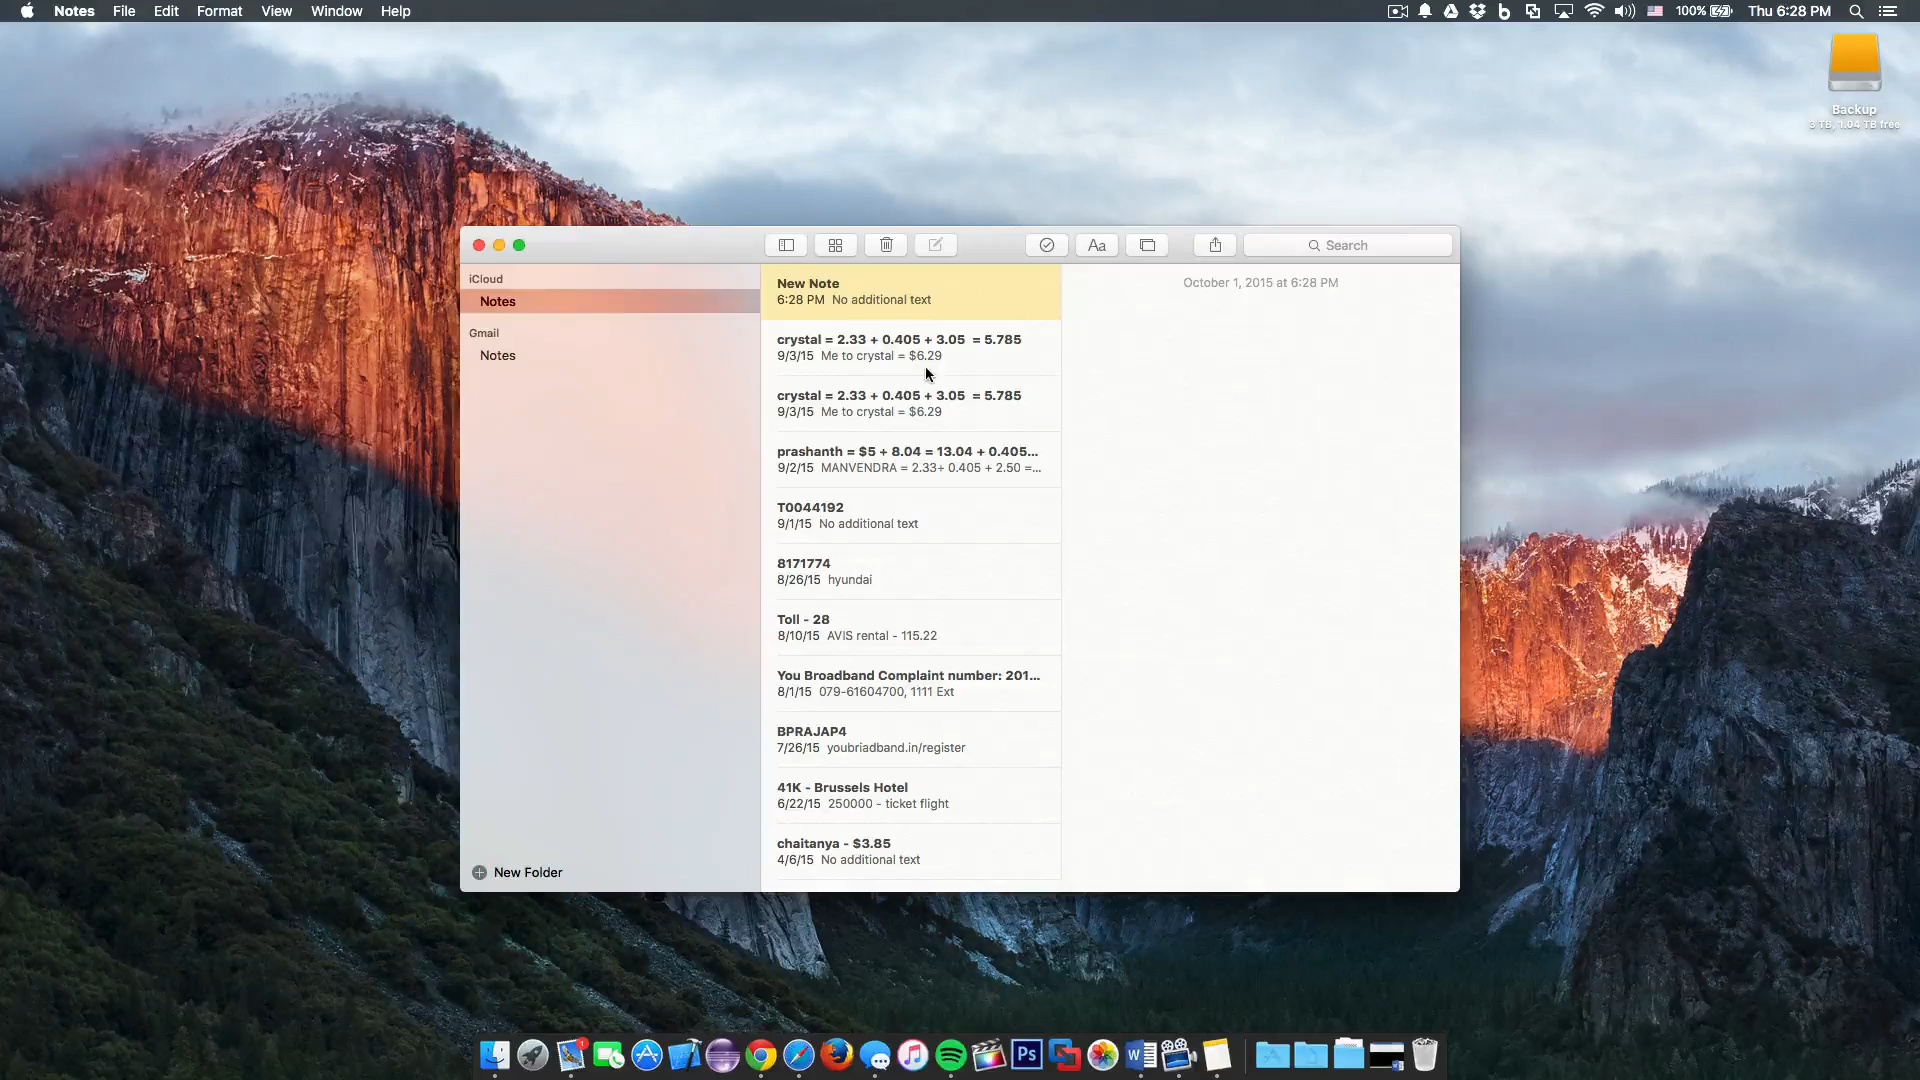 Notes File Edit Format View Window Help
100% Thu 6:28 PM
Backup
3 TB, 1.04 TB free
Search
iCloud
Notes
Gmail
Notes
New Folder
New Note
6:28 PM No additional text
crystal = 2.33 + 0.405 + 3.05 = 5.785
9/3/15 Me to crystal = $6.29
crystal = 2.33 + 0.405 + 3.05 = 5.785
9/3/15 Me to crystal = $6.29
prashanth = $5 + 8.04 = 13.04 + 0.405...
9/2/15 MANVENDRA = 2.33+ 0.405 + 2.50 =...
T0044192
9/1/15 No additional text
8171774
8/26/15 hyundai
Toll - 28
8/10/15 AVIS rental - 115.22
You Broadband Complaint number: 201...
8/1/15 079-61604700, 1111 Ext
BPRAJAP4
7/26/15 youbriadband.in/register
41K - Brussels Hotel
6/22/15 250000 - ticket flight
chaitanya - $3.85
4/6/15 No additional text
October 1, 2015 at 6:28 PM
Aa
1
Ps
W